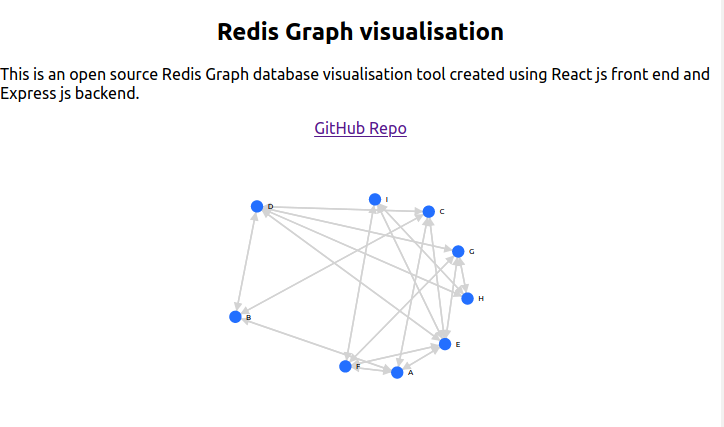 Redis Graph visualisation
This is an open source Redis Graph database visualisation tool created using React js front end and
Express js backend.
GitHub Repo
D
I
C
G
H
B
E
F
A